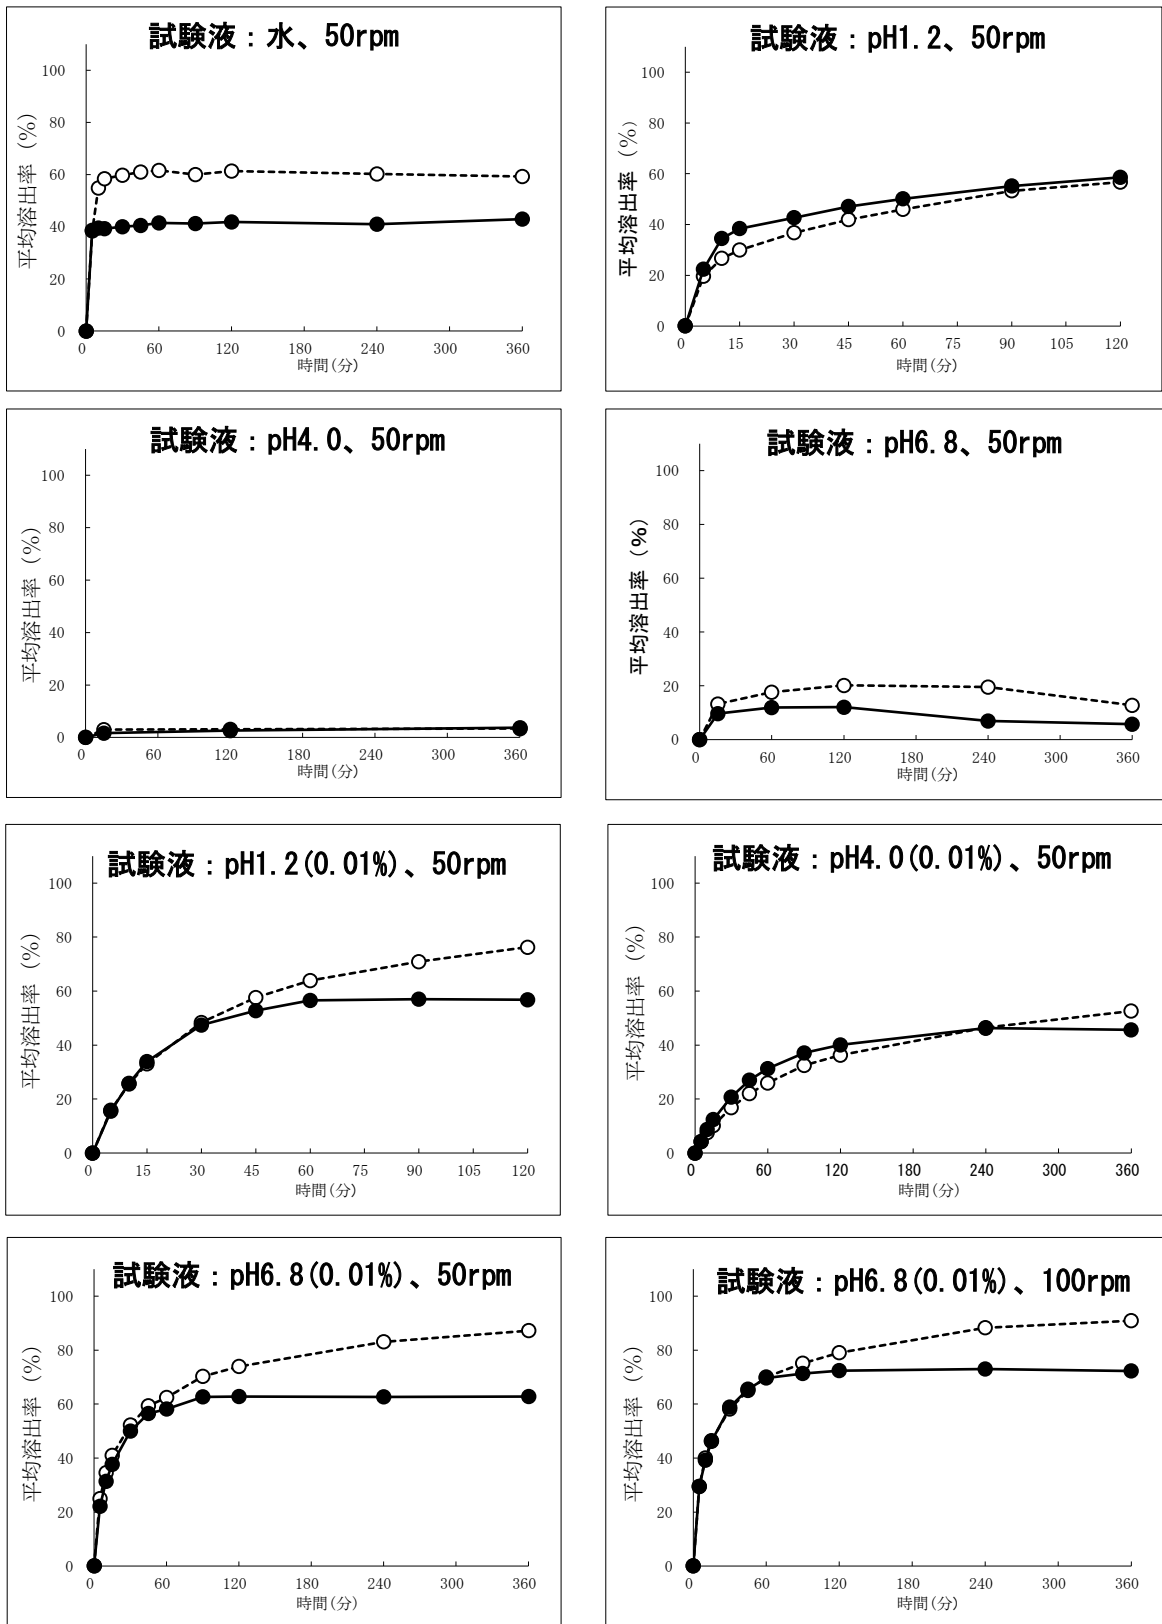 試験液：水、50rpm
平均溶出率 (%)
100
80
60
40
20
0
0 60 120 180 240 300 360
時間(分)
試験液：pH1.2、50rpm
平均溶出率 (%)
100
80
60
40
20
0
0 15 30 45 60 75 90 105 120
時間(分)
試験液：pH4.0、50rpm
平均溶出率 (%)
100
80
60
40
20
0
0 60 120 180 240 300 360
時間(分)
試験液：pH6.8、50rpm
平均溶出率 (%)
100
80
60
40
20
0
0 60 120 180 240 300 360
時間(分)
試験液：pH1.2(0.01%)、50rpm
平均溶出率 (%)
100
80
60
40
20
0
0 15 30 45 60 75 90 105 120
時間(分)
試験液：pH4.0(0.01%)、50rpm
平均溶出率 (%)
100
80
60
40
20
0
0 60 120 180 240 300 360
時間(分)
試験液：pH6.8(0.01%)、50rpm
平均溶出率 (%)
100
80
60
40
20
0
0 60 120 180 240 300 360
時間(分)
試験液：pH6.8(0.01%)、100rpm
平均溶出率 (%)
100
80
60
40
20
0
0 60 120 180 240 300 360
時間(分)